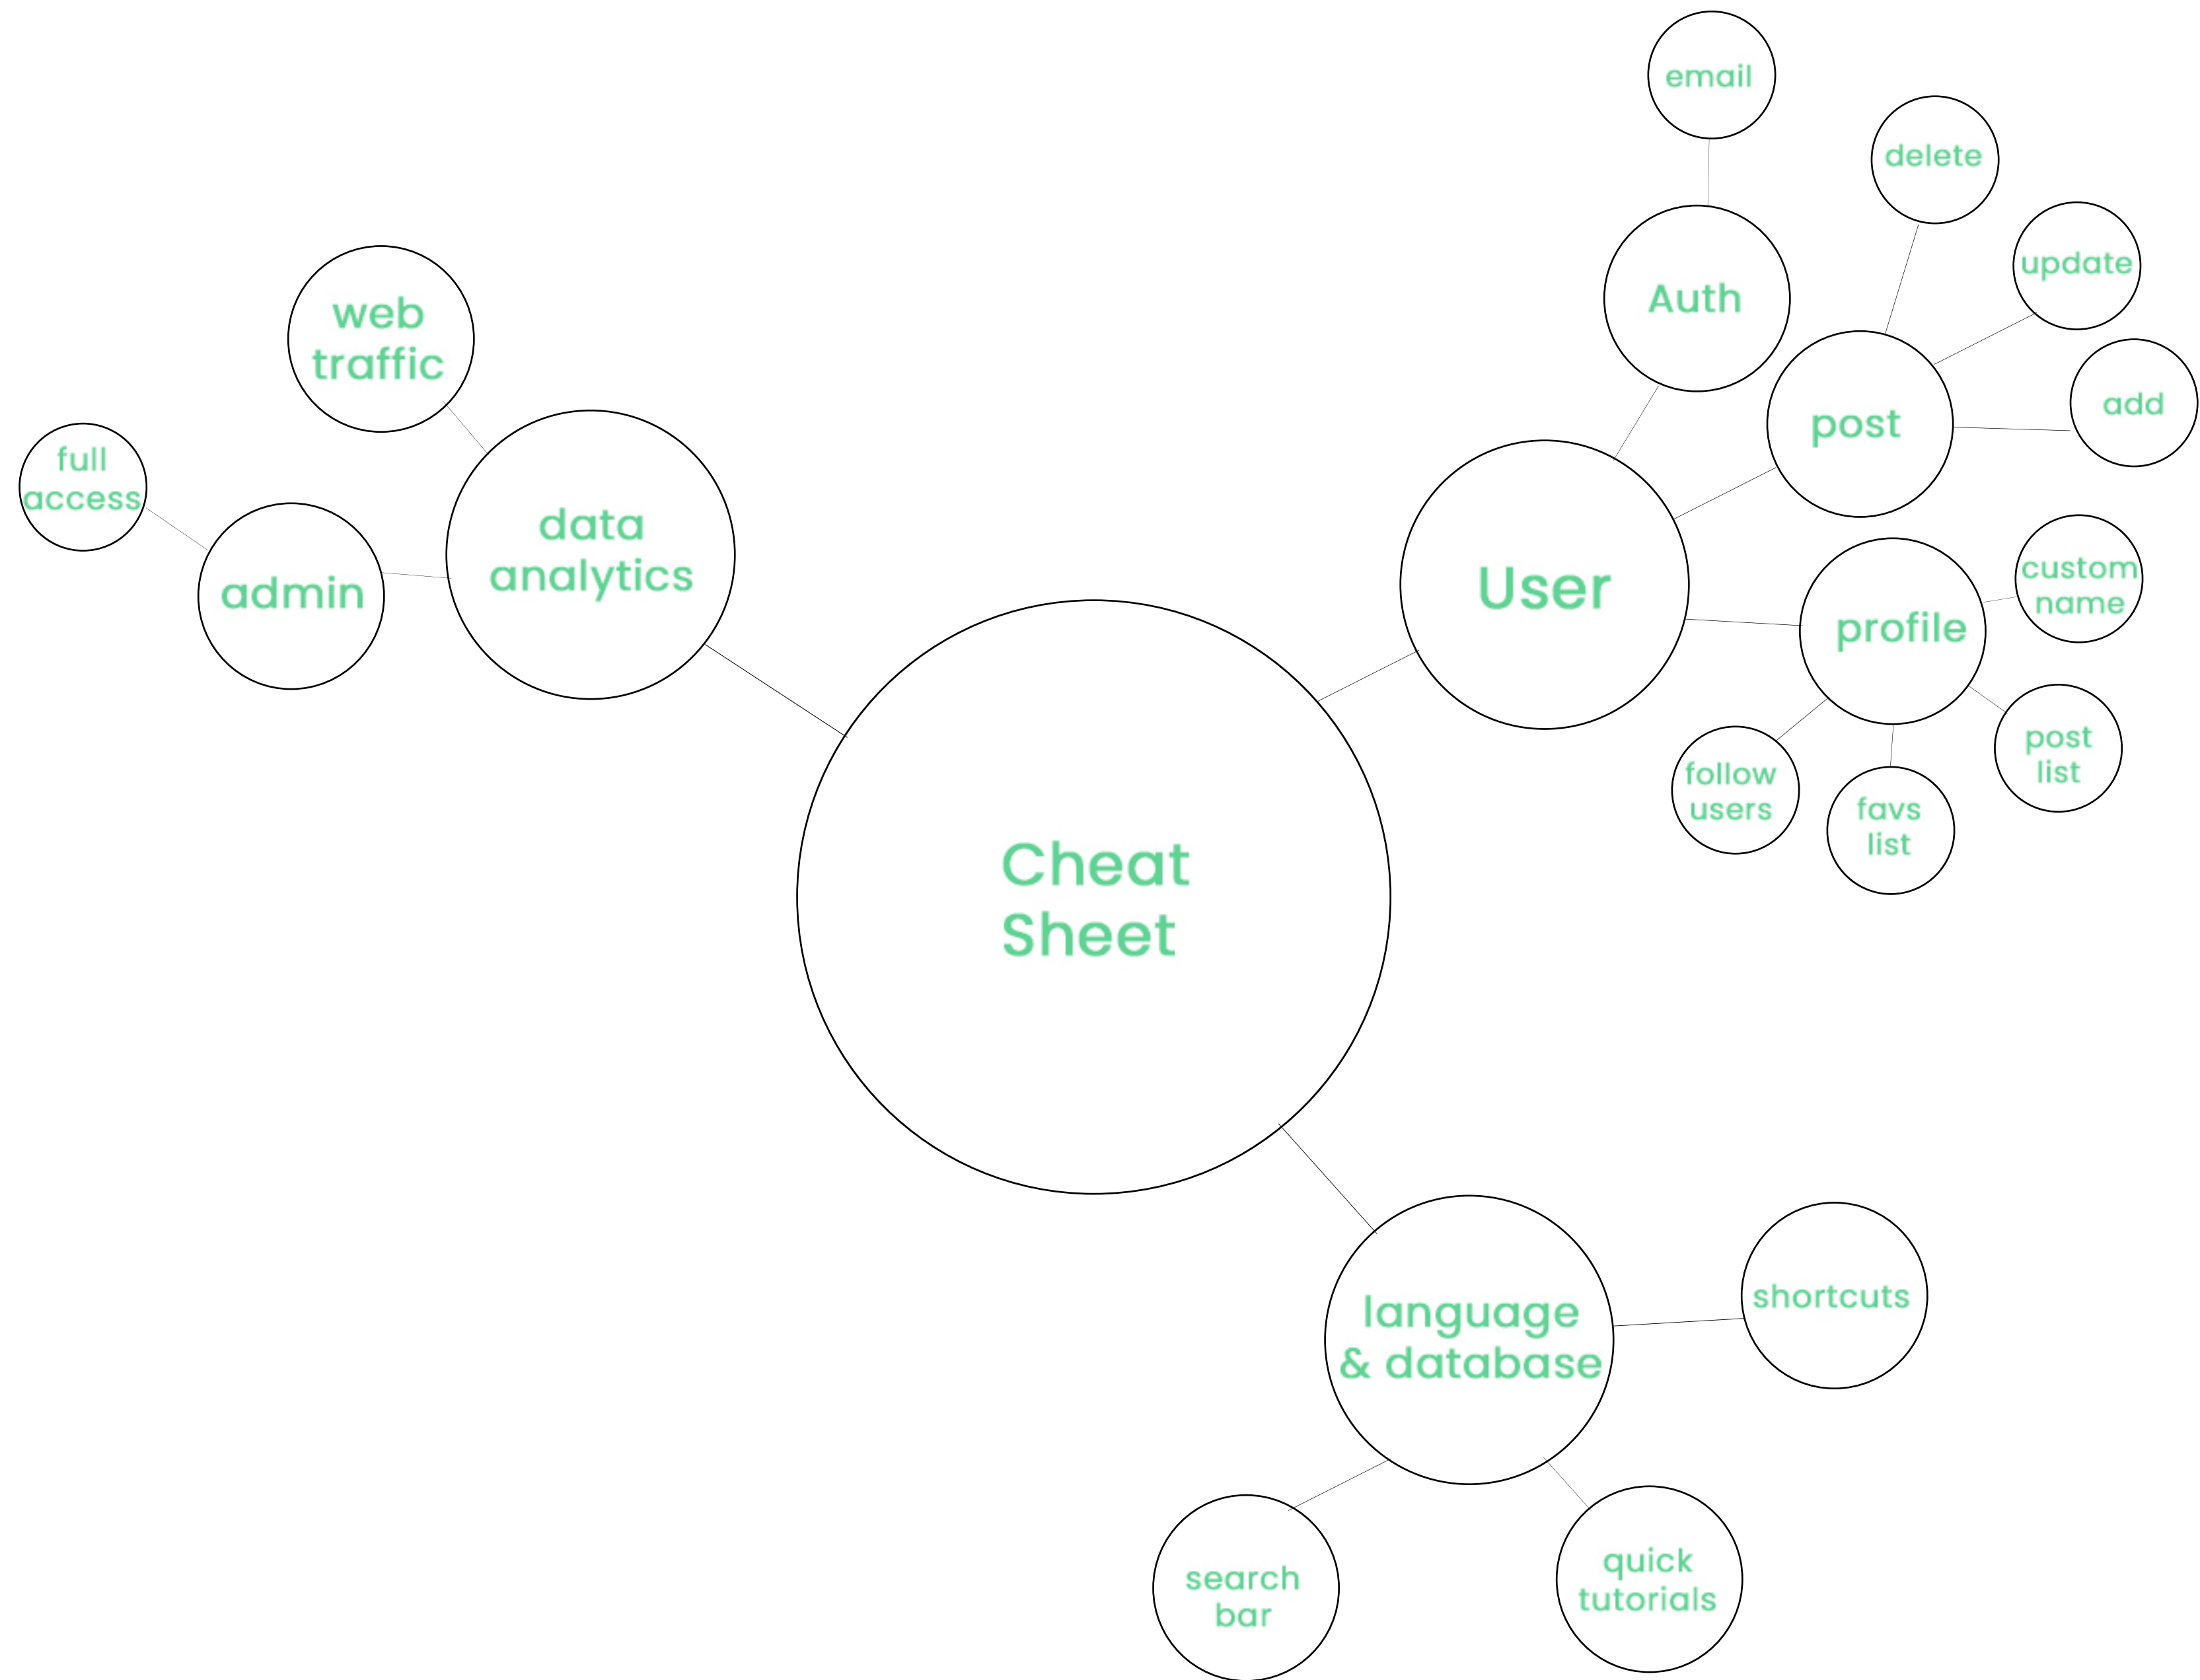 email
delete
update
Auth
add
post
web
traffic
full
access
admin
data
analytics
User
custom
name
profile
post
list
follow
users
favs
list
Cheat
Sheet
language
& database
shortcuts
search
bar
quick
tutorials